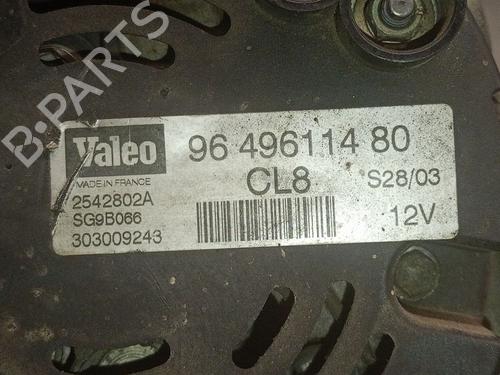 B-PARTS
Valeo
96 496114 80
MADE IN FRANCE
CL8
S28/03
2542802A
SG9B066
12V
303009243